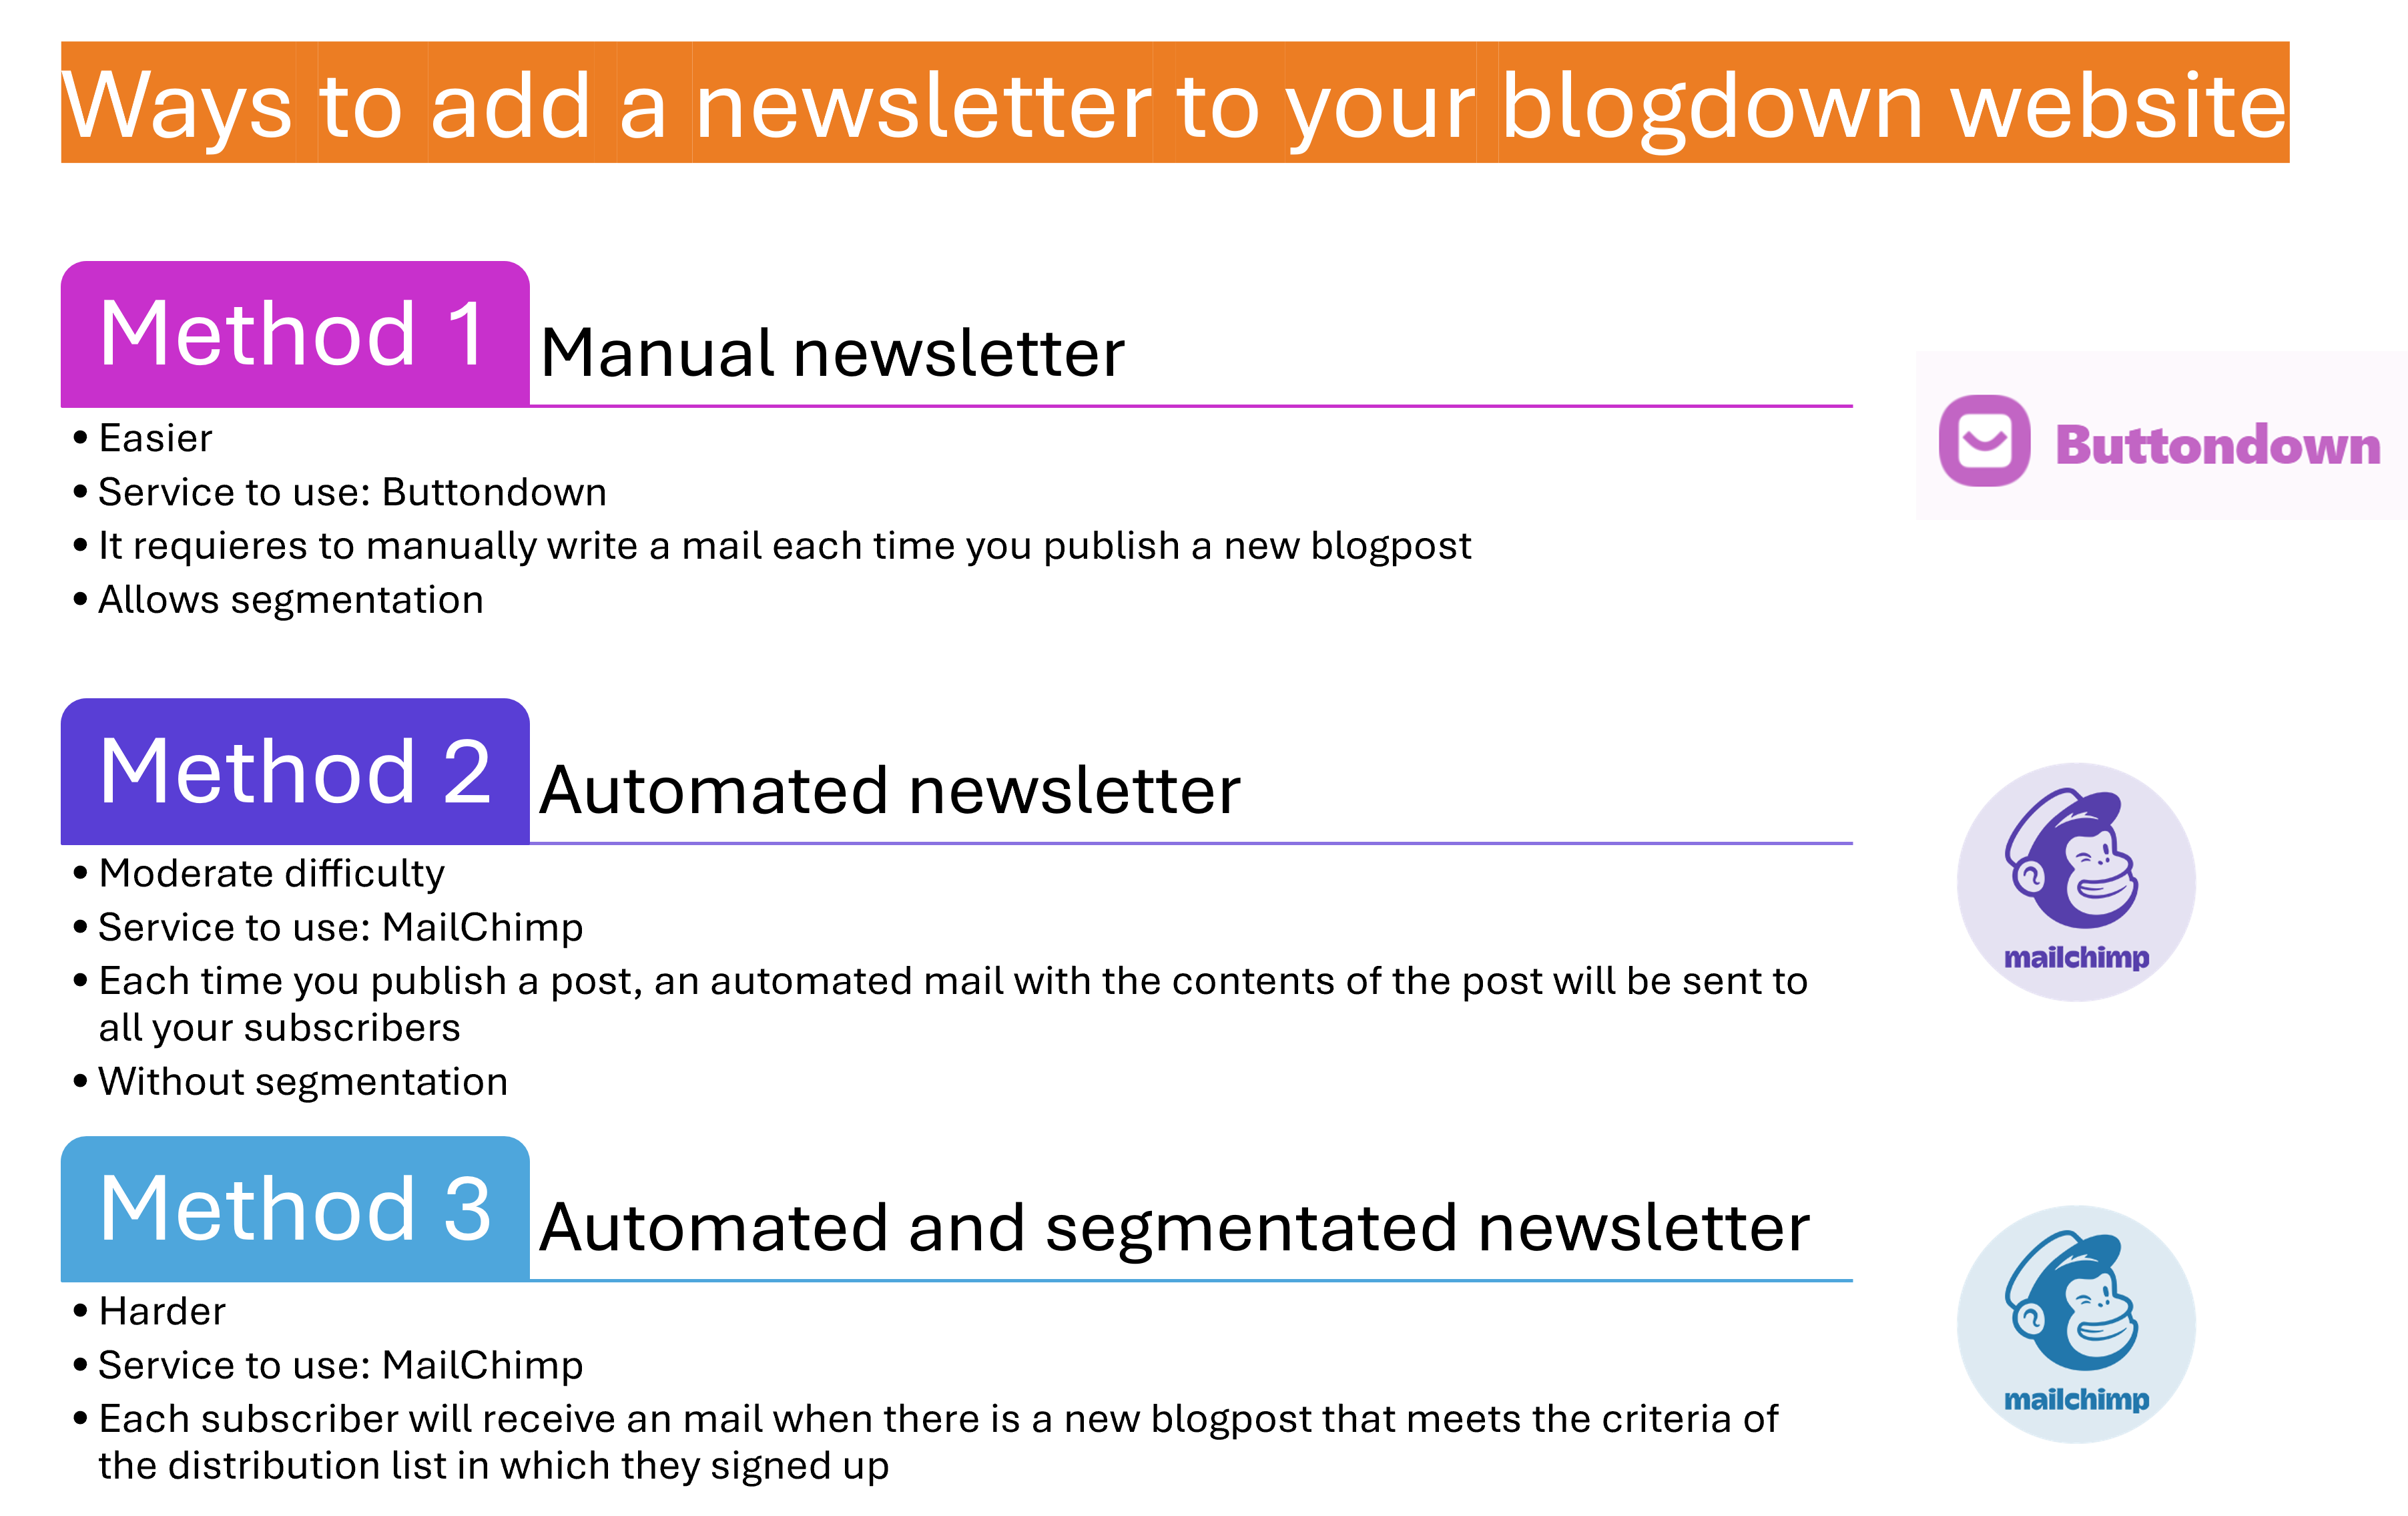 Ways to add a newsletter to your blogdown website
Method 1
Manual newsletter
• Easier
• Service to use: Buttondown
• It requieres to manually write a mail each time you publish a new blogpost
• Allows segmentation
Buttondown
Method 2
Automated newsletter
• Moderate difficulty
• Service to use: MailChimp
• Each time you publish a post, an automated mail with the contents of the post will be sent to
all your subscribers
• Without segmentation
mailchimp
Method 3
Automated and segmentated newsletter
• Harder
• Service to use: MailChimp
• Each subscriber will receive an mail when there is a new blogpost that meets the criteria of
the distribution list in which they signed up
mailchimp